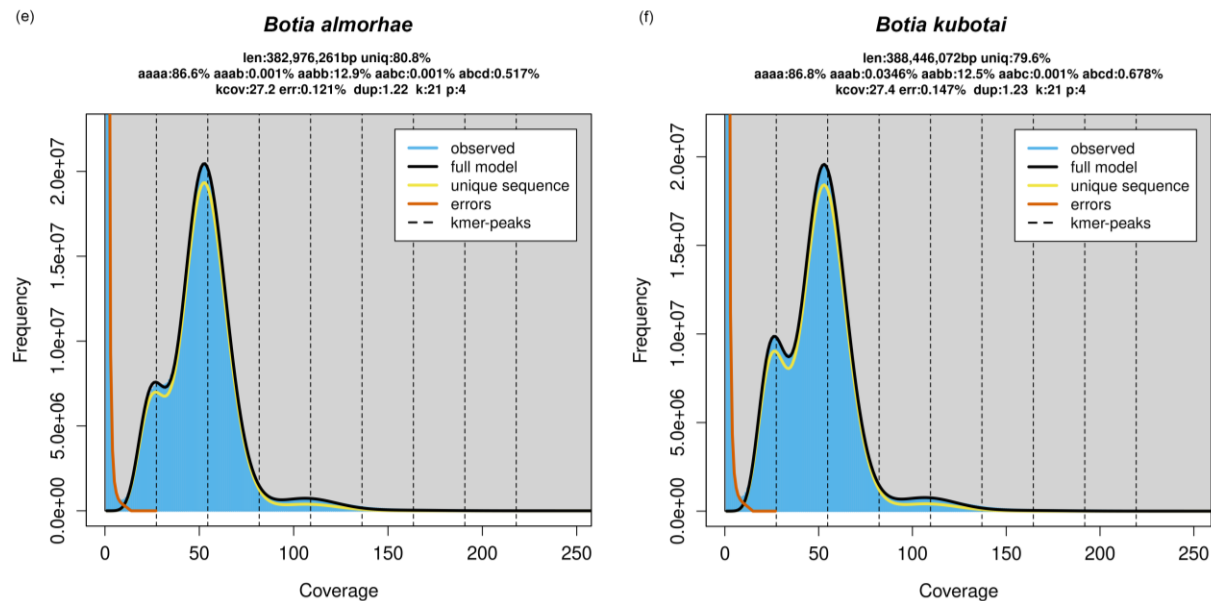 (e)
Botia almorhae
len:382,976,261bp uniq:80.8%
aaaa:86.6% aaab:0.001% aabb:12.9% aabc:0.001% abcd:0.517%
kcov:27.2 err:0.121% dup:1.22 k:21 p:4
observed
full model
unique sequence
errors
kmer-peaks
Frequency
0.0e+00
5.0e+06
1.0e+07
1.5e+07
2.0e+07
0 50 100 150 200 250
Coverage
(f)
Botia kubotai
len:388,446,072bp uniq:79.6%
aaaa:86.8% aaab:0.0346% aabb:12.5% aabc:0.001% abcd:0.678%
kcov:27.4 err:0.147% dup:1.23 k:21 p:4
observed
full model
unique sequence
errors
kmer-peaks
Frequency
0.0e+00
5.0e+06
1.0e+07
1.5e+07
2.0e+07
0 50 100 150 200 250
Coverage